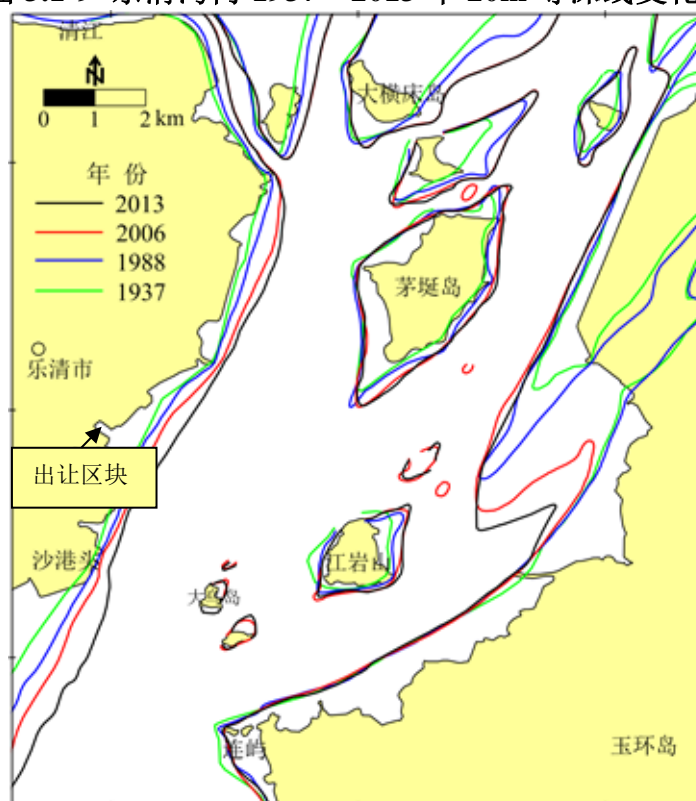 清江
N
0 1 2 km
年 份
2013
2006
1988
1937
大横床岛
茅埏岛
乐清市
出让区块
沙港头
江岩山
岛
连屿
玉环岛